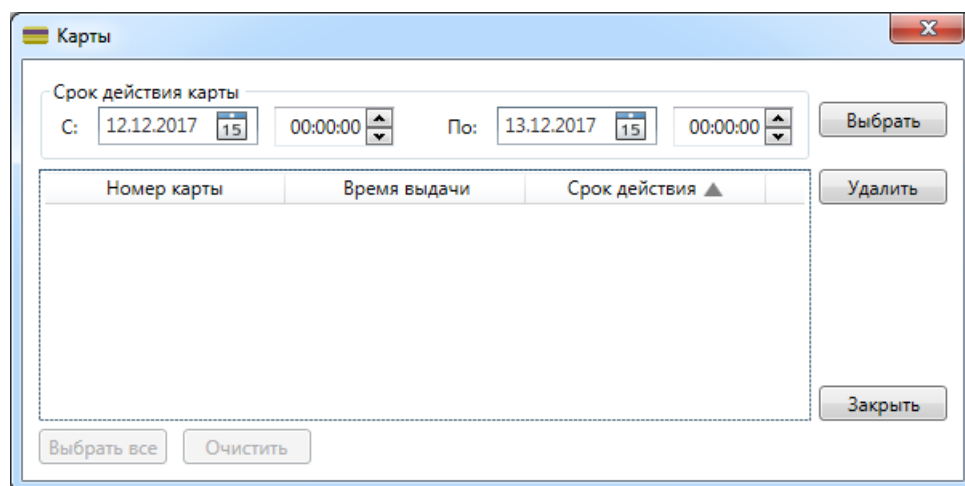 Карты
Срок действия карты
С: 12.12.2017 15 00:00:00 По: 13.12.2017 15 00:00:00 Выбрать
Номер карты Время выдачи Срок действия Удалить
Закрыть
Выбрать все Очистить